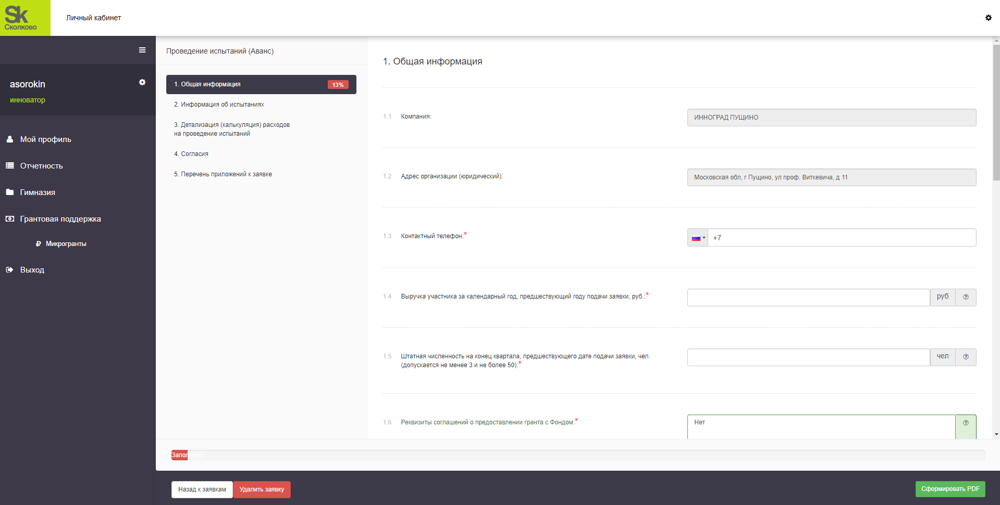 Sk
Сколково
Личный кабинет
asorokin
инноватор
Мой профиль
Отчетность
Гимназия
Грантовая поддержка
Микрогранты
Выход
Проведение испытаний (Аванс)
1. Общая информация
13%
2. Информация об испытаниях
3. Детализация (калькуляция) расходов
на проведение испытаний
4. Согласия
5. Перечень приложений к заявке
1. Общая информация
1.1 Компания:
ИННОГРАД ПУЩИНО
1.2 Адрес организации (юридический):
Московская обл, г Пущино, ул проф. Виткевича, д 11
1.3 Контактный телефон:*
+7
1.4 Выручка участника за календарный год, предшествующий году подачи заявки, руб.:*
руб
1.5 Штатная численность на конец квартала, предшествующего дате подачи заявки, чел.
(допускается не менее 3 и не более 50):*
чел
1.6 Реквизиты соглашений о предоставлении гранта с Фондом:*
Нет
Заполнено
Назад к заявкам
Удалить заявку
Сформировать PDF